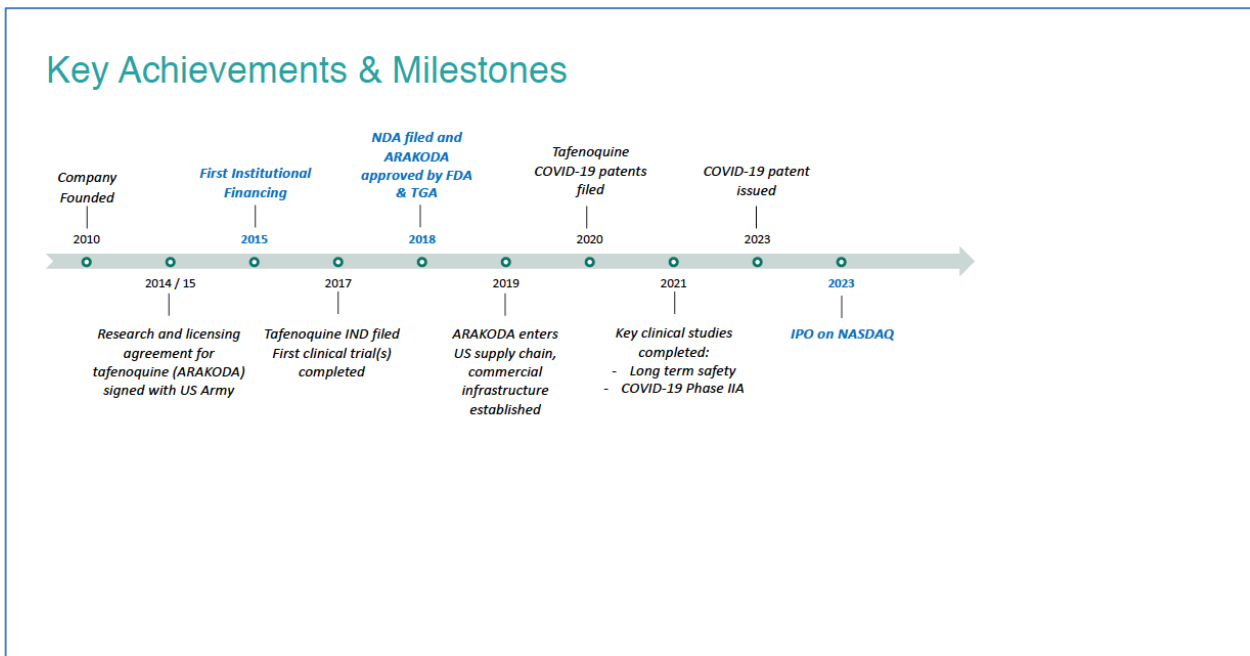 Key Achievements & Milestones
Company
Founded
2010
2014 / 15
Research and licensing
agreement for
tafenoquine (ARAKODA)
signed with US Army
First Institutional
Financing
2015
2017
Tafenoquine IND filed
First clinical trial(s)
completed
NDA filed and
ARAKODA
approved by FDA
& TGA
2018
2019
ARAKODA enters
US supply chain,
commercial
infrastructure
established
Tafenoquine
COVID-19 patents
filed
2020
2021
Key clinical studies
completed:
- Long term safety
- COVID-19 Phase IIA
COVID-19 patent
issued
2023
2023
IPO on NASDAQ